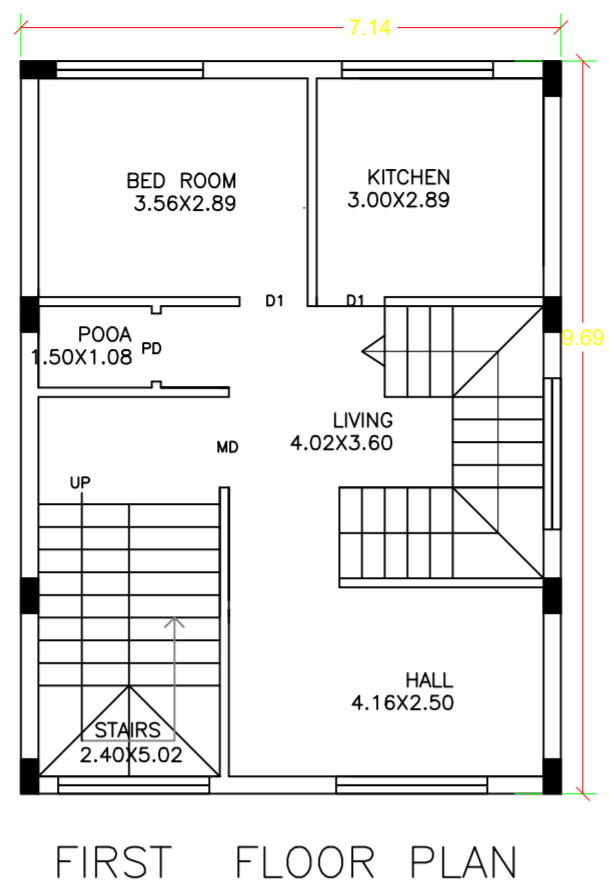 7.14
BED ROOM
3.56X2.89
KITCHEN
3.00X2.89
D1
D1
POOA
1.50X1.08
PD
9.69
LIVING
4.02X3.60
MD
UP
HALL
4.16X2.50
STAIRS
2.40X5.02
FIRST FLOOR PLAN